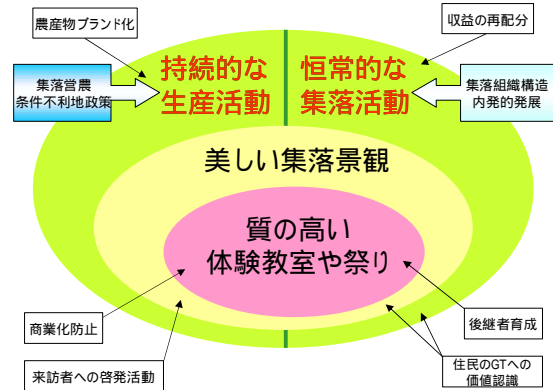 農産物ブランド化
収益の再配分
持続的な
生産活動
恒常的な
集落活動
集落営農
条件不利地政策
集落組織構造
内発的発展
美しい集落景観
質の高い
体験教室や祭り
商業化防止
後継者育成
来訪者への啓発活動
住民のGTへの
価値認識